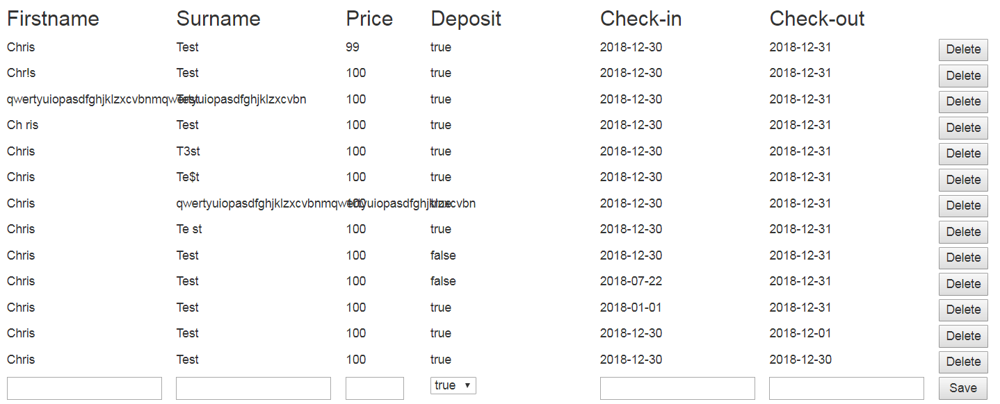 Firstname Surname Price Deposit Check-in Check-out
Chris Test 99 true 2018-12-30 2018-12-31 Delete
Chr!s Test 100 true 2018-12-30 2018-12-31 Delete
qwertyuiopasdfghjklzxcvbnmqwertyuiopasdfghjklzxcvbn Test 100 true 2018-12-30 2018-12-31 Delete
Ch ris Test 100 true 2018-12-30 2018-12-31 Delete
Chris T3st 100 true 2018-12-30 2018-12-31 Delete
Chris Te$t 100 true 2018-12-30 2018-12-31 Delete
Chris qwertyuiopasdfghjklzxcvbnmqwertyuiopasdfghjklzxcvbn 100 true 2018-12-30 2018-12-31 Delete
Chris Te st 100 true 2018-12-30 2018-12-31 Delete
Chris Test 100 false 2018-12-30 2018-12-31 Delete
Chris Test 100 false 2018-07-22 2018-12-31 Delete
Chris Test 100 true 2018-01-01 2018-12-31 Delete
Chris Test 100 true 2018-12-30 2018-12-01 Delete
Chris Test 100 true 2018-12-30 2018-12-30 Delete
true Save